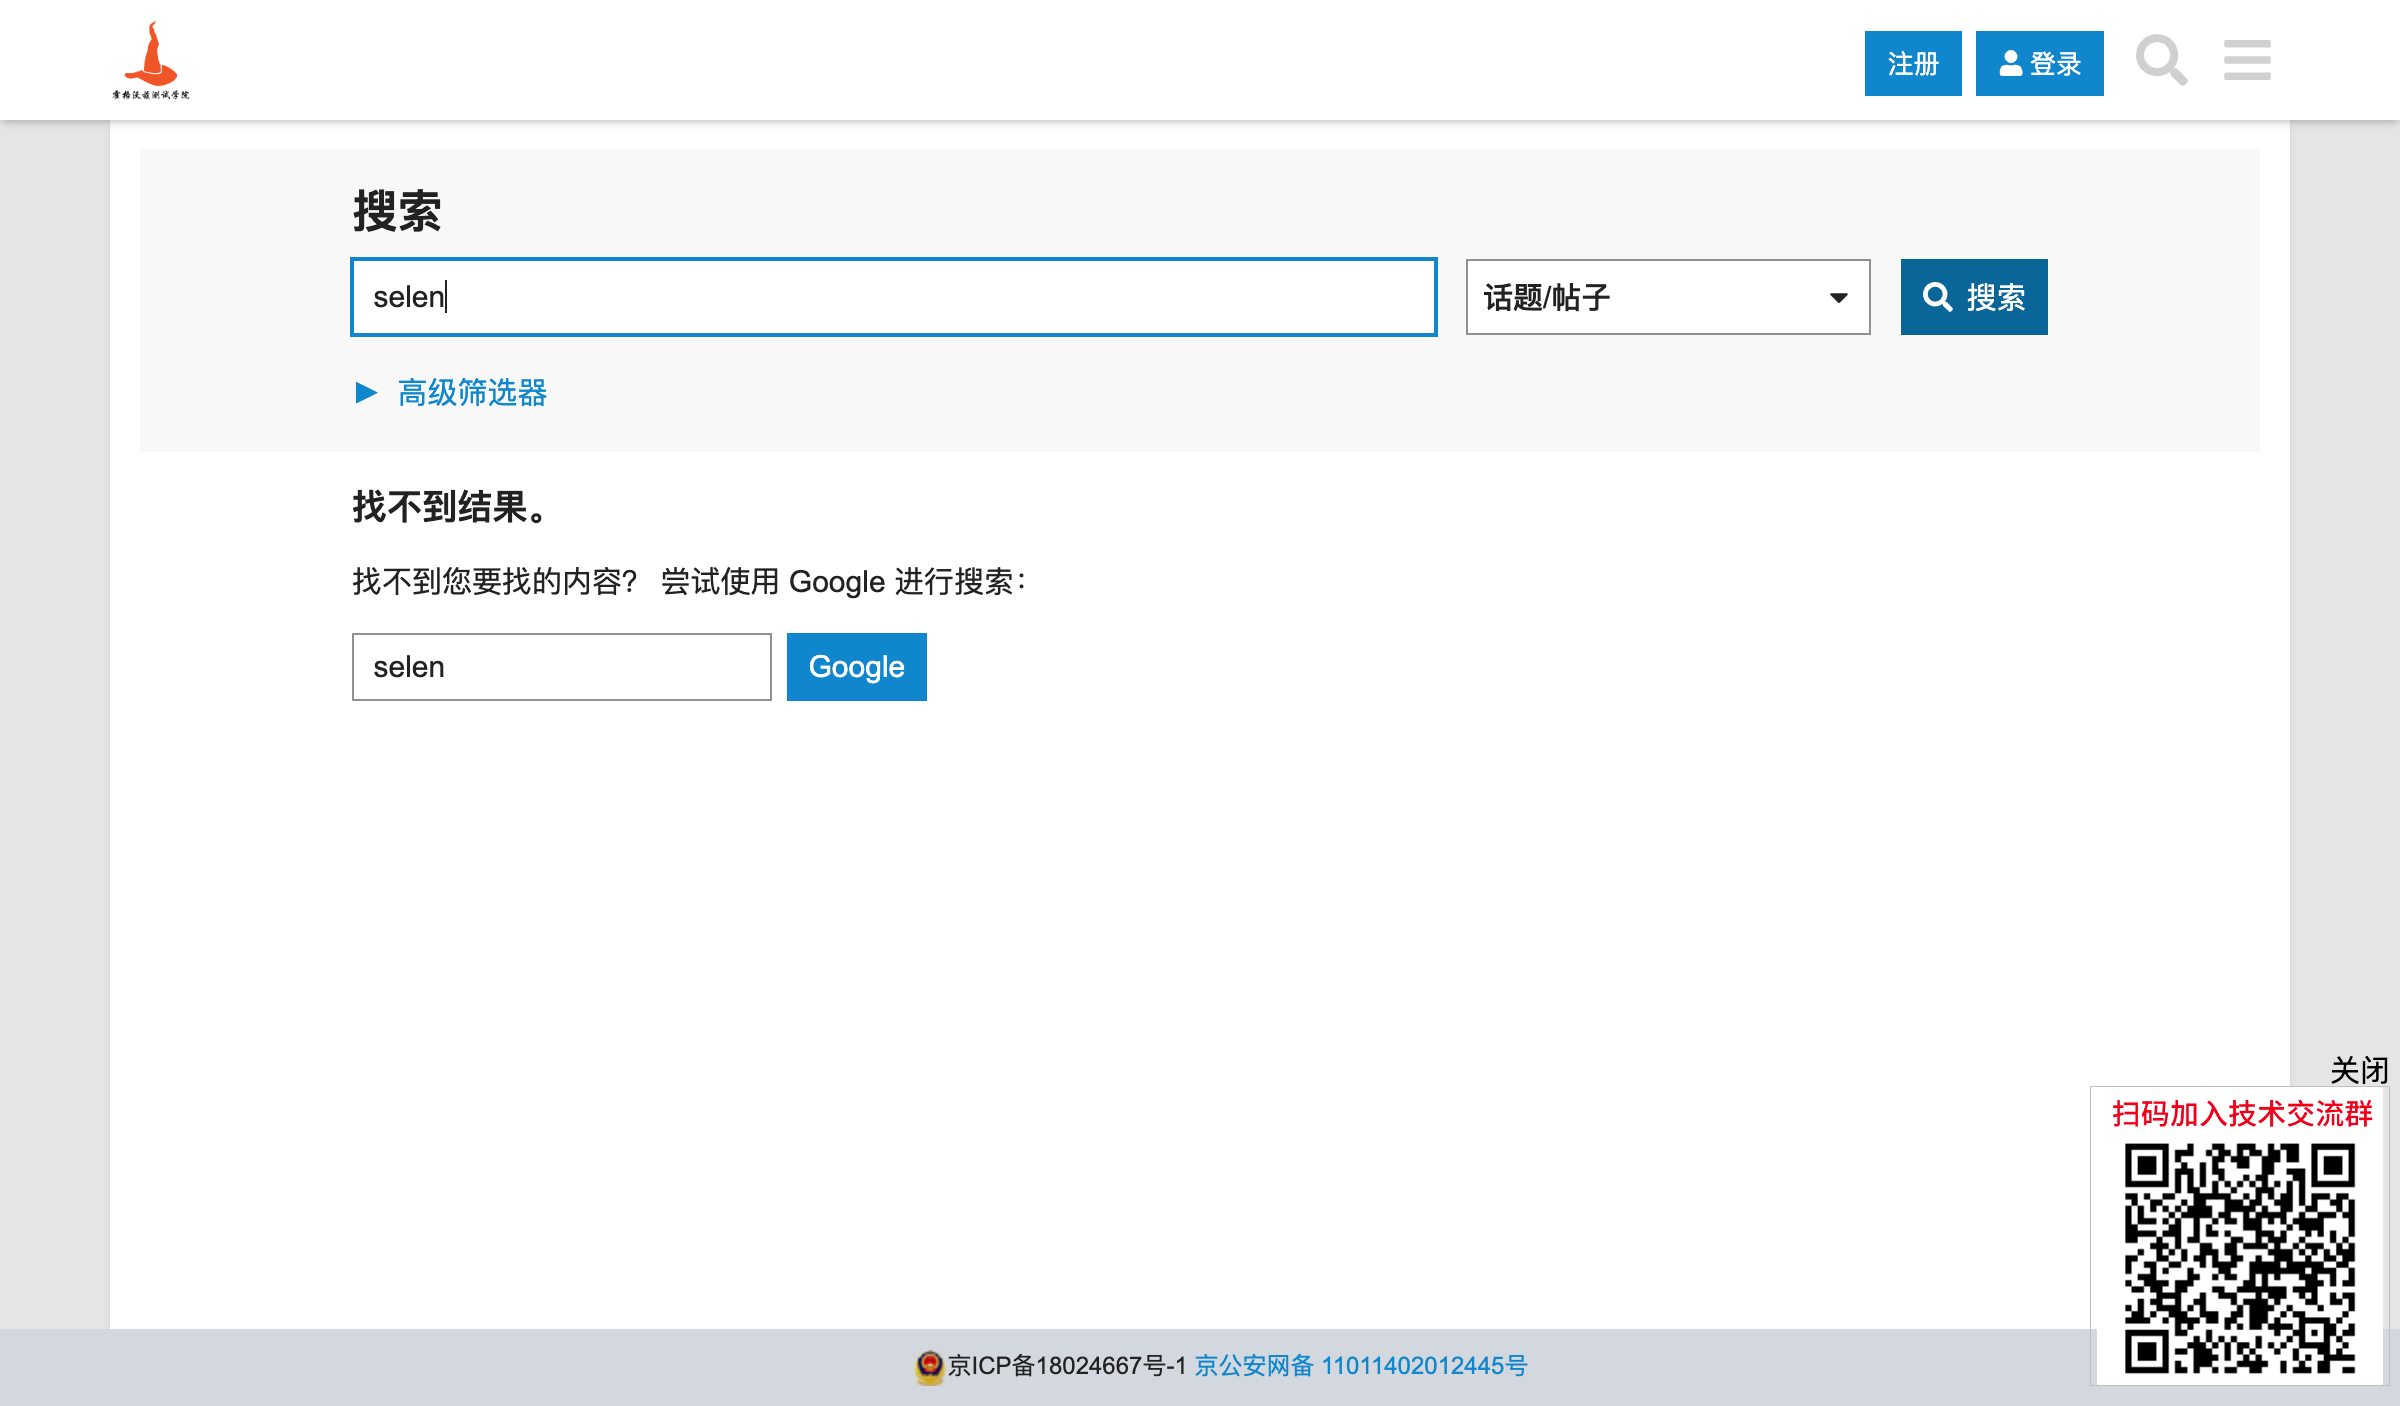 霍格沃兹测试学院
注册
登录
搜索
selen
话题/帖子
搜索
高级筛选器
找不到结果。
找不到您要找的内容? 尝试使用 Google 进行搜索:
selen
Google
关闭
扫码加入技术交流群
京ICP备18024667号-1 京公安网备 11011402012445号